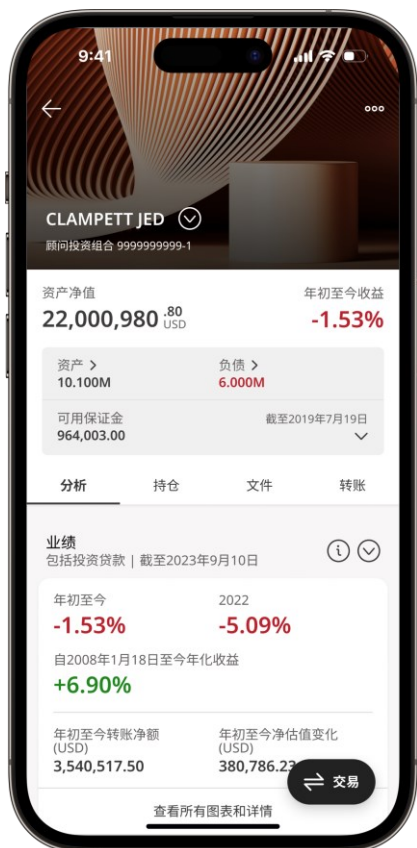 9:41
CLAMPETT JED
顾问投资组合 9999999999-1
资产净值 年初至今收益
22,000,980 .80 USD -1.53%
资产 > 负债 >
10.100M 6.000M
可用保证金 截至2019年7月19日
964,003.00
分析 持仓 文件 转账
业绩
包括投资贷款 | 截至2023年9月10日
年初至今 2022
-1.53% -5.09%
自2008年1月18日至今年化收益
+6.90%
年初至今转账净额 年初至今净估值变化
(USD) (USD)
3,540,517.50 380,786.23
交易
查看所有图表和详情